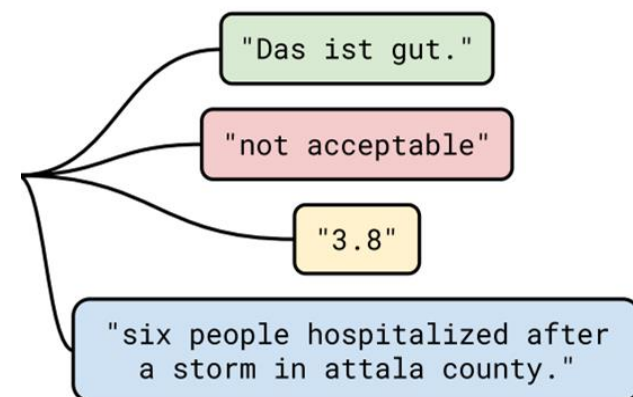 "Das ist gut."
"not acceptable"
"3.8"
"six people hospitalized after
a storm in attala county."